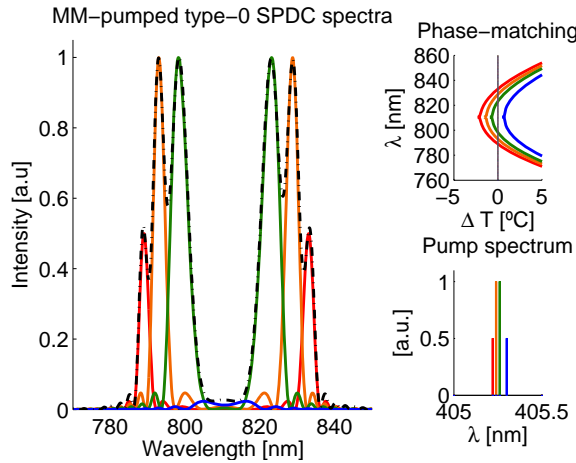 MM−pumped type−0 SPDC spectra
Intensity [a.u]
1
0.8
0.6
0.4
0.2
0
780
800
820
840
Wavelength [nm]
Phase−matching
λ [nm]
860
840
820
800
780
760
−5
0
5
Δ T [ºC]
Pump spectrum
[a.u.]
1
0.5
0
405
405.5
λ [nm]